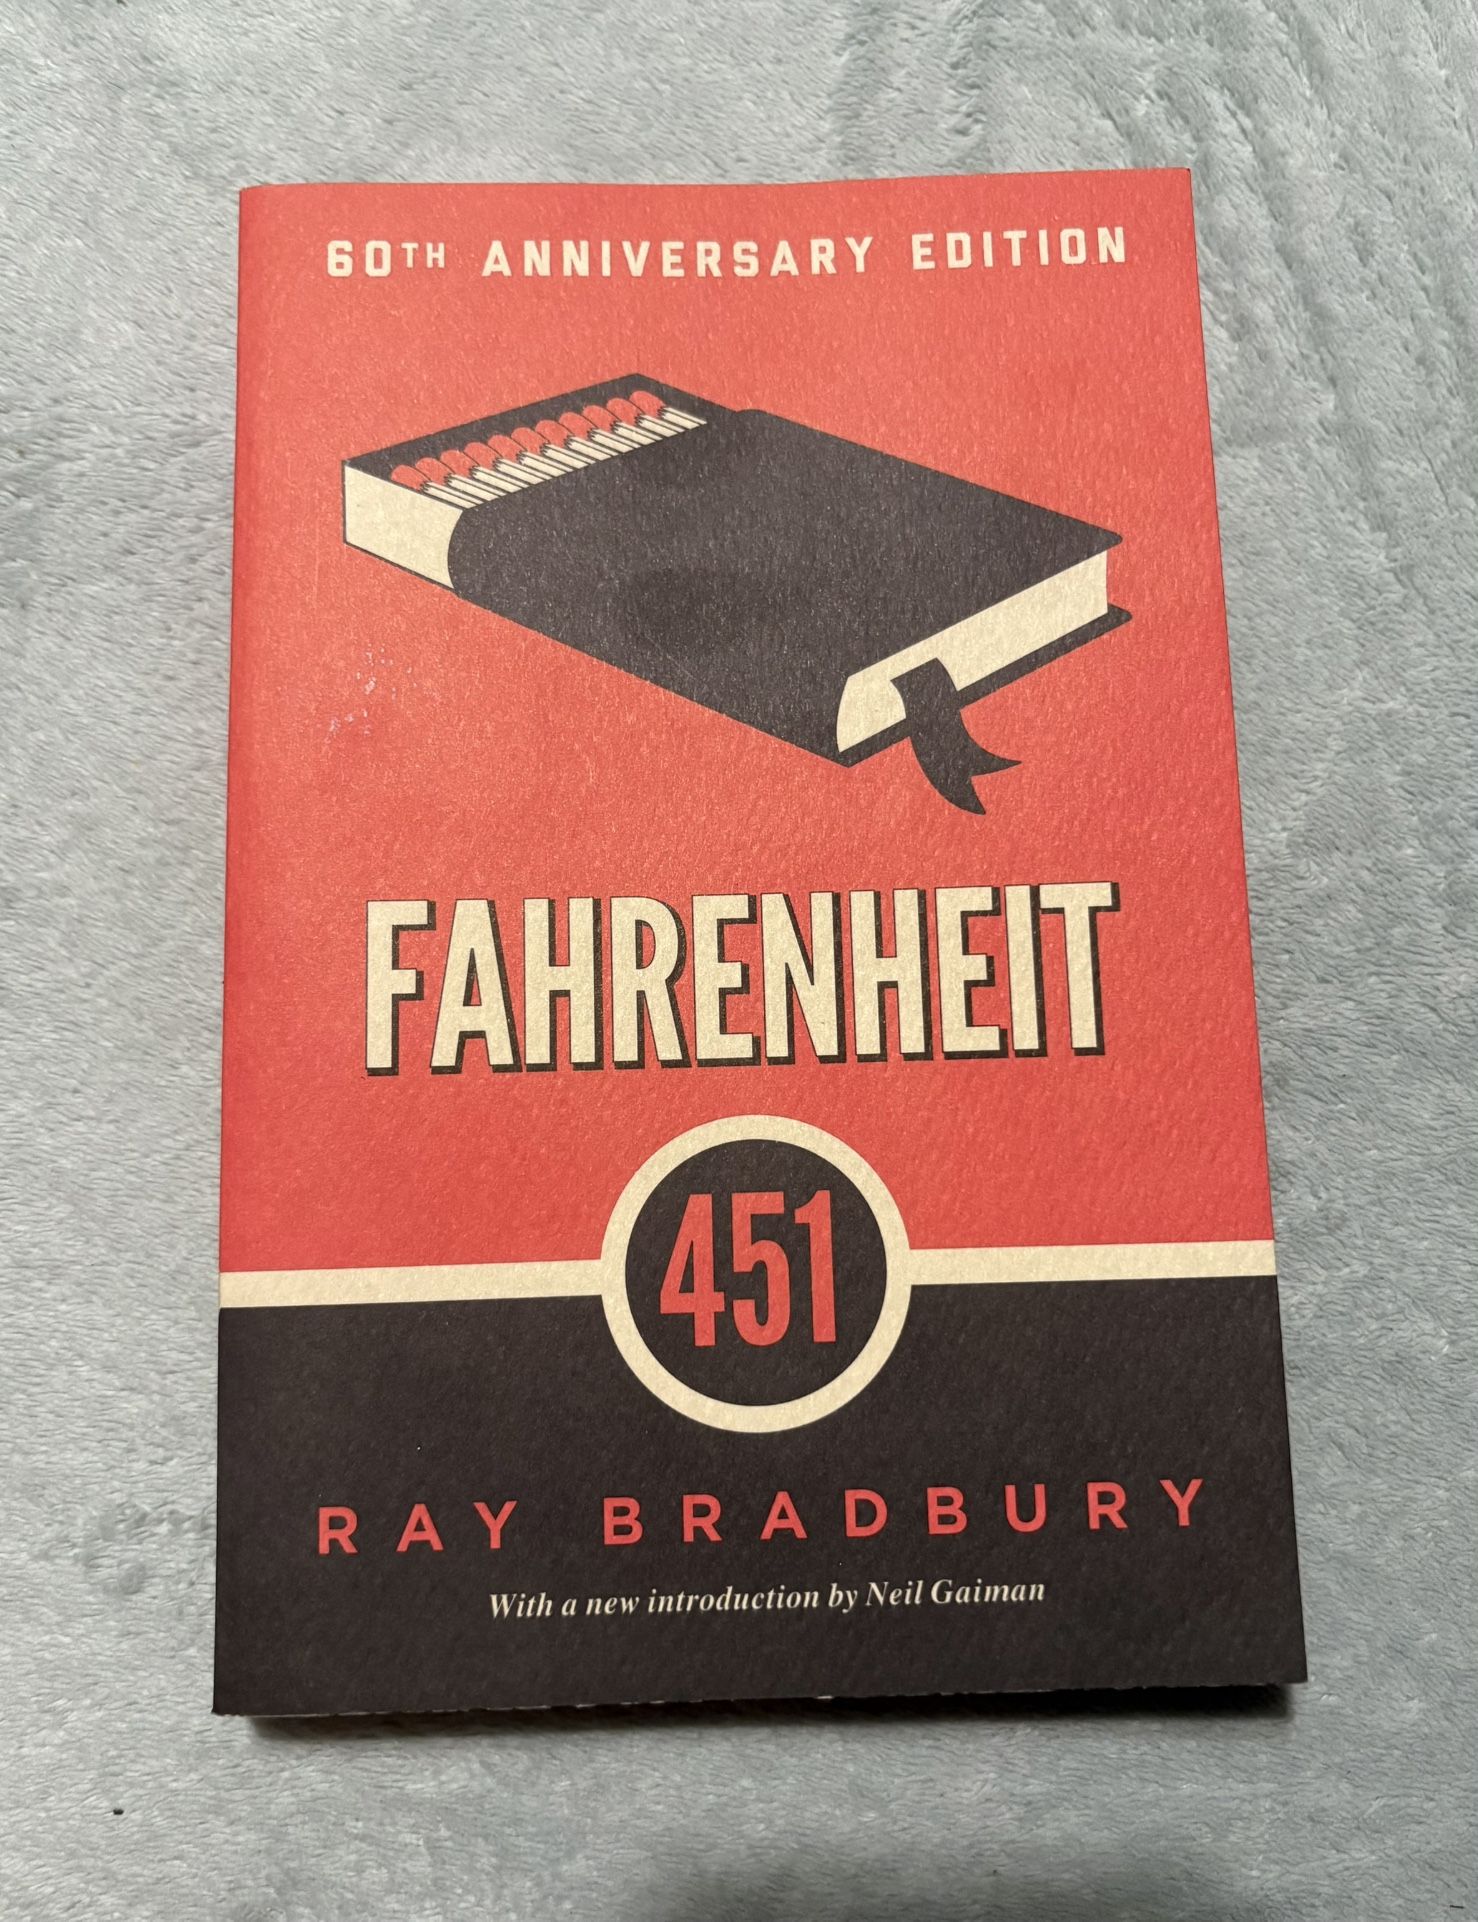 60TH ANNIVERSARY EDITION
FAHRENHEIT
451
RAY BRADBURY
With a new introduction by Neil Gaiman